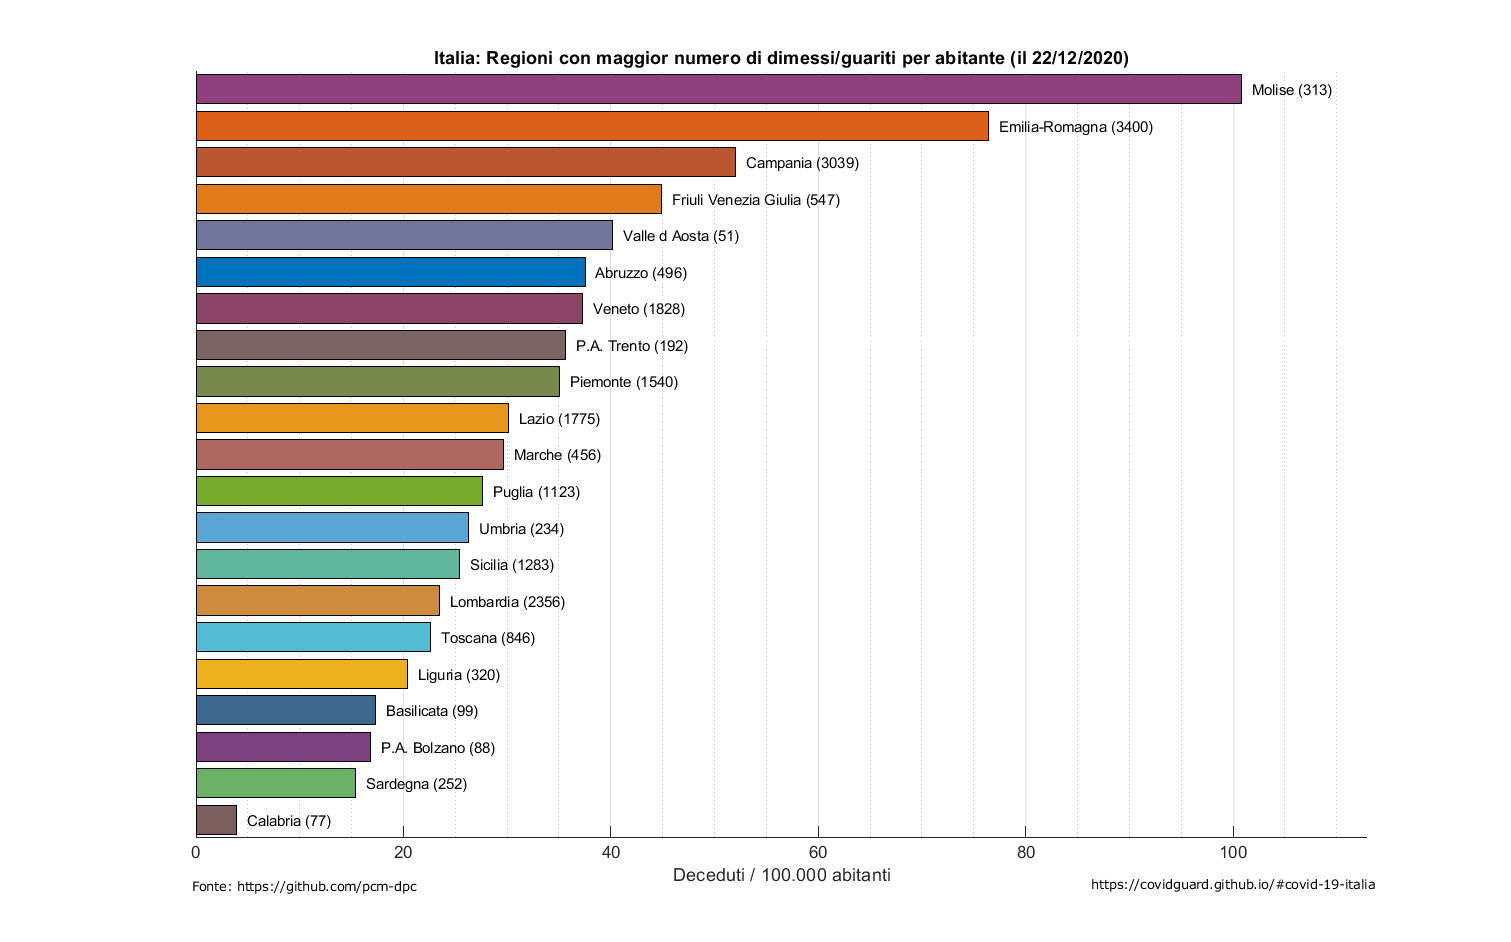 Italia: Regioni con maggior numero di dimessi/guariti per abitante (il 22/12/2020)
Molise (313)
Emilia-Romagna (3400)
Campania (3039)
Friuli Venezia Giulia (547)
Valle d Aosta (51)
Abruzzo (496)
Veneto (1828)
P.A. Trento (192)
Piemonte (1540)
Lazio (1775)
Marche (456)
Puglia (1123)
Umbria (234)
Sicilia (1283)
Lombardia (2356)
Toscana (846)
Liguria (320)
Basilicata (99)
P.A. Bolzano (88)
Sardegna (252)
Calabria (77)
0 20 40 60 80 100
Deceduti / 100.000 abitanti
Fonte: https://github.com/pcm-dpc
https://covidguard.github.io/#covid-19-italia